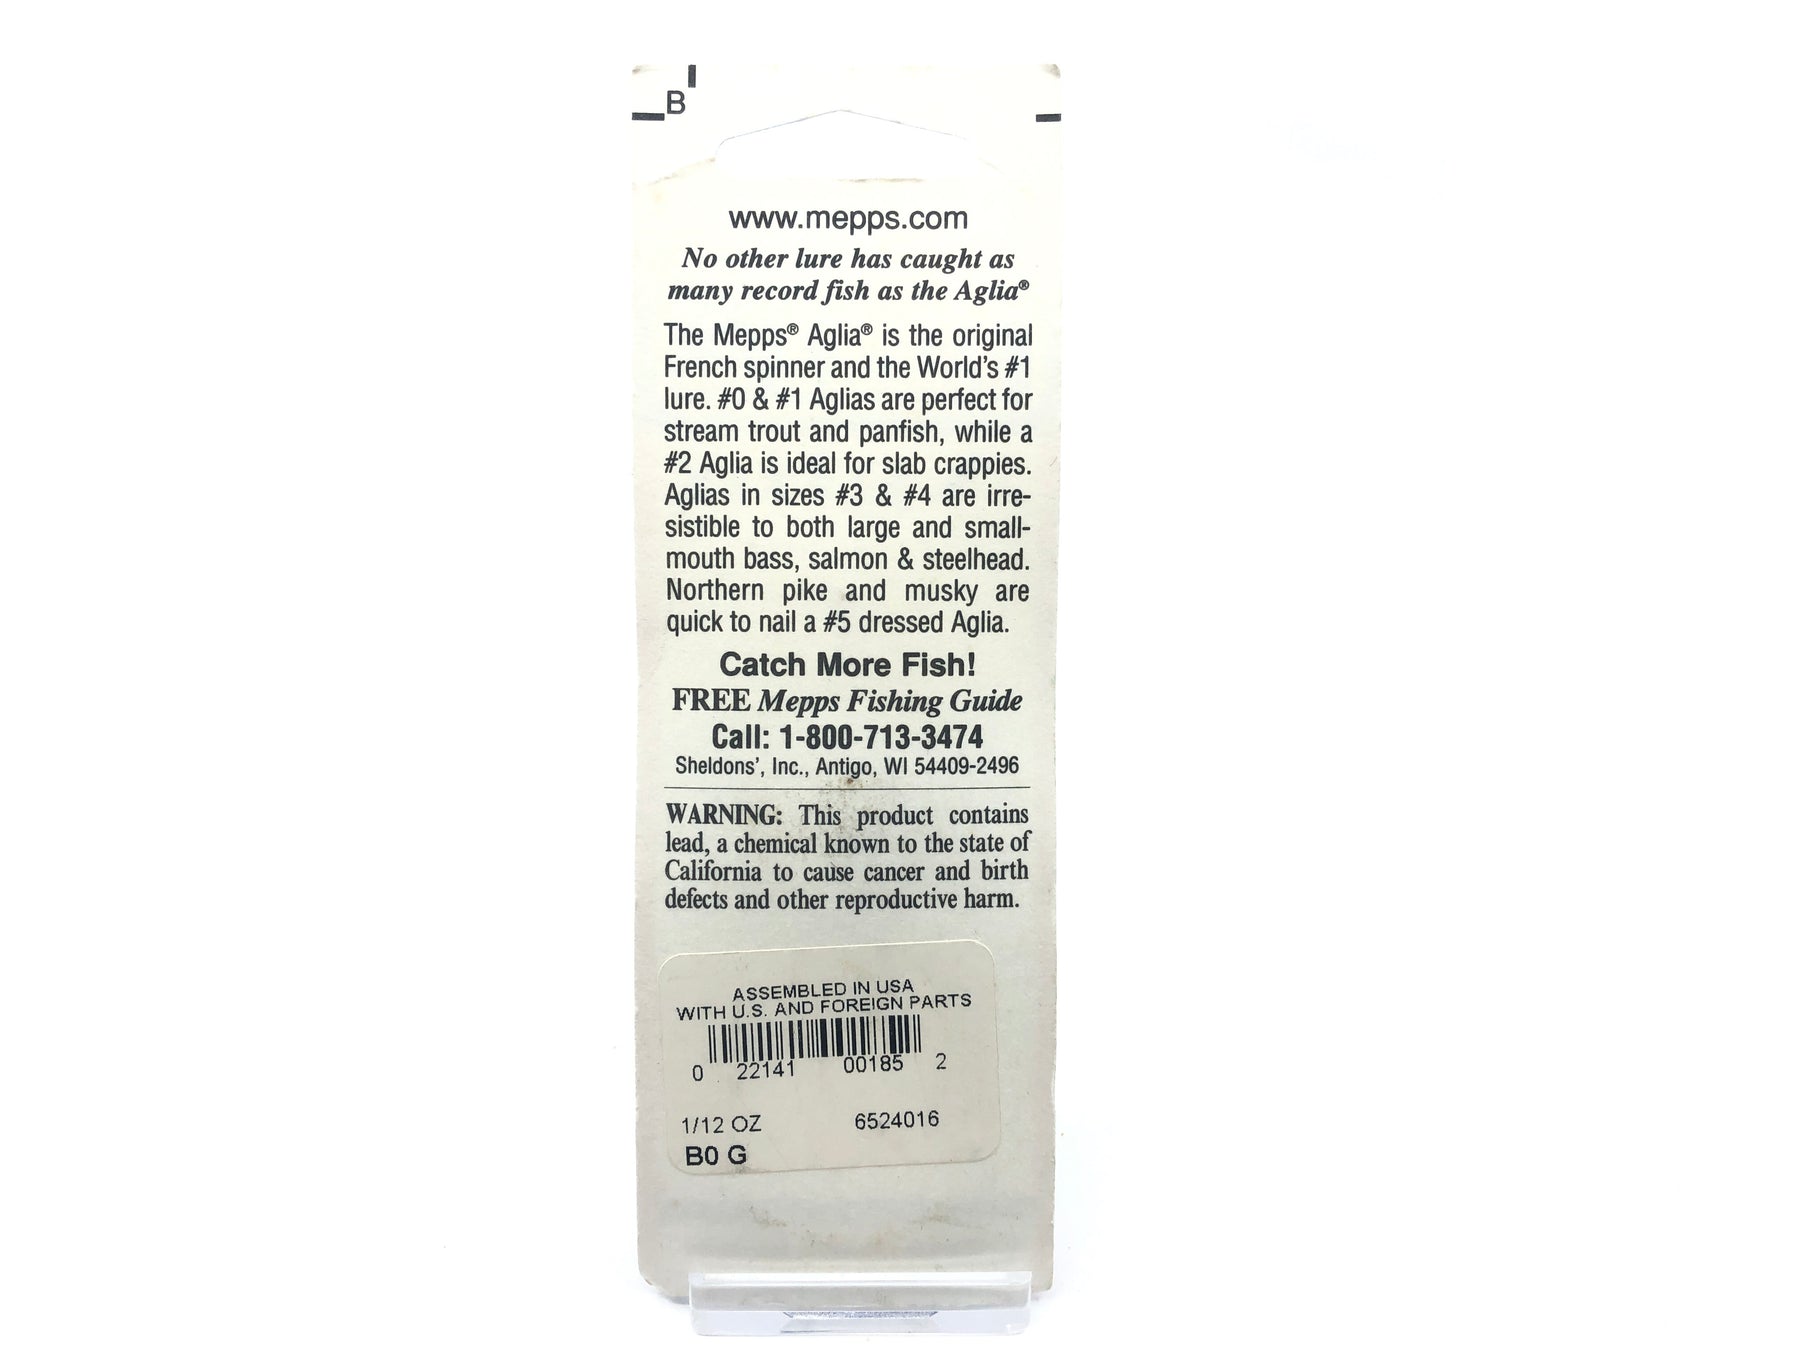 B
www.mepps.com
No other lure has caught as
many record fish as the Aglia®
The Mepps® Aglia® is the original
French spinner and the World's #1
lure. #0 & #1 Aglias are perfect for
stream trout and panfish, while a
#2 Aglia is ideal for slab crappies.
Aglias in sizes #3 & #4 are irre-
sistible to both large and small-
mouth bass, salmon & steelhead.
Northern pike and musky are
quick to nail a #5 dressed Aglia.
Catch More Fish!
FREE Mepps Fishing Guide
Call: 1-800-713-3474
Sheldons', Inc., Antigo, WI 54409-2496
WARNING: This product contains
lead, a chemical known to the state of
California to cause cancer and birth
defects and other reproductive harm.
ASSEMBLED IN USA
WITH U.S. AND FOREIGN PARTS
0 22141 00185 2
1/12 OZ 6524016
B0 G